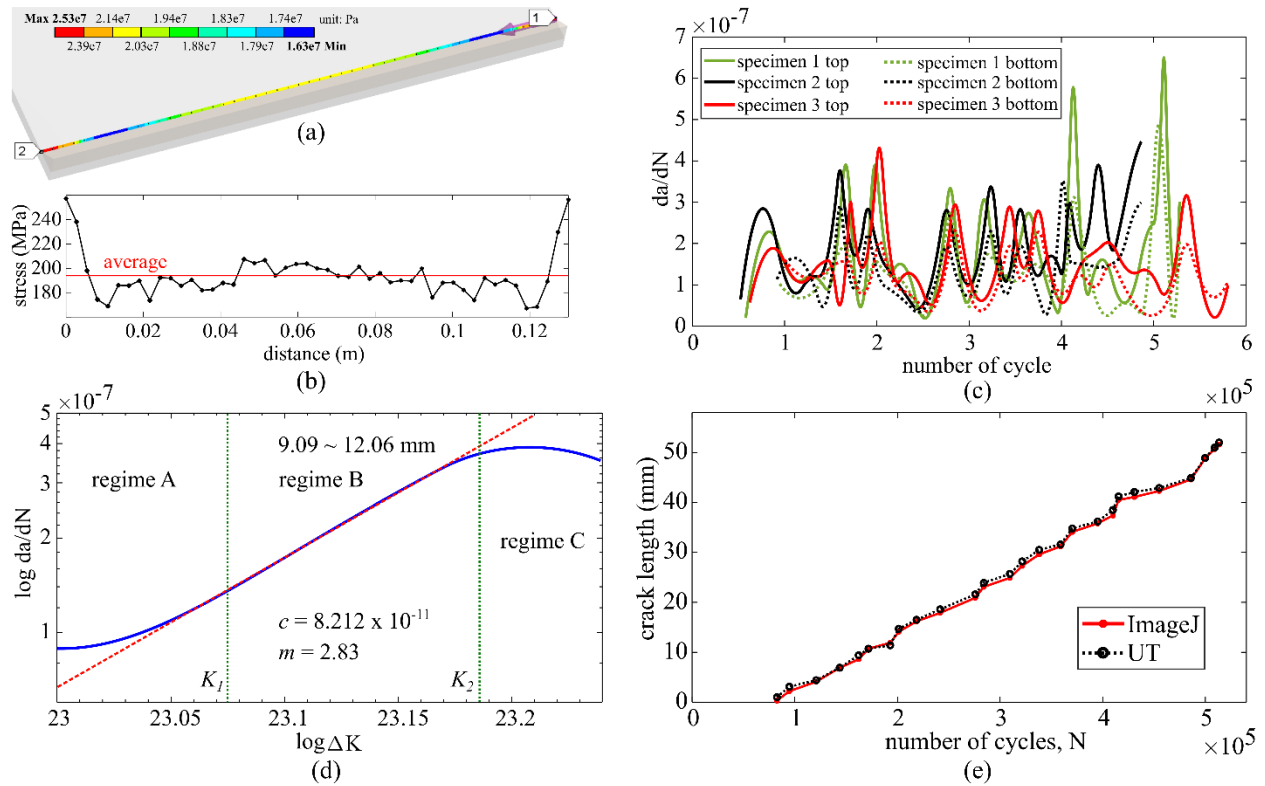 Max 2.53e7 2.14e7 1.94e7 1.83e7 1.74e7 unit: Pa
2.39e7 2.03e7 1.88e7 1.79e7 1.63e7 Min
1
2
(a)
240
220
200
180
stress (MPa)
average
0 0.02 0.04 0.06 0.08 0.1 0.12
distance (m)
(b)
×10⁻⁷
7
6
5
4
3
2
1
0
da/dN
specimen 1 top specimen 1 bottom
specimen 2 top specimen 2 bottom
specimen 3 top specimen 3 bottom
0 1 2 3 4 5 6
number of cycle
×10⁵
(c)
×10⁻⁷
5
4
3
2
1
log da/dN
9.09 ~ 12.06 mm
regime A regime B
regime C
c = 8.212 x 10⁻¹¹
m = 2.83
K₁ K₂
23 23.05 23.1 23.15 23.2
log ΔK
(d)
50
40
30
20
10
0
crack length (mm)
ImageJ
UT
0 1 2 3 4 5
number of cycles, N
×10⁵
(e)